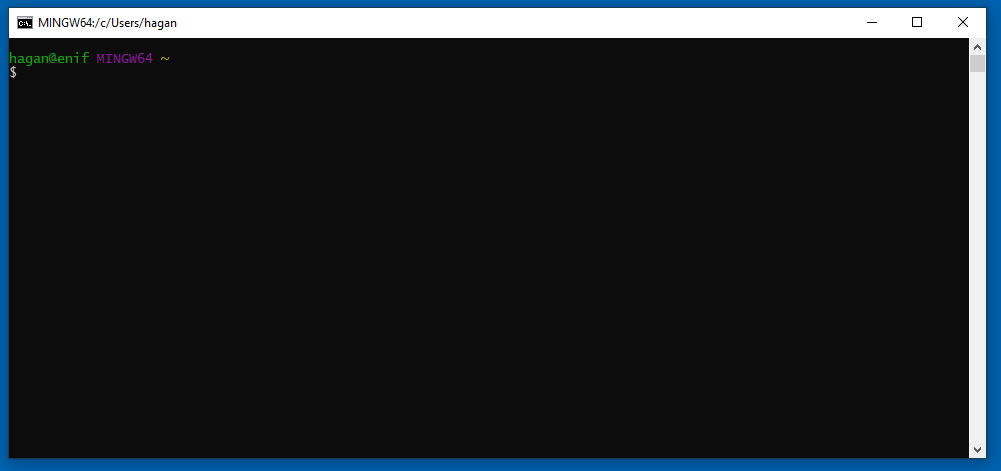 MINGW64:/c/Users/hagan
hagan@enif MINGW64 ~
$